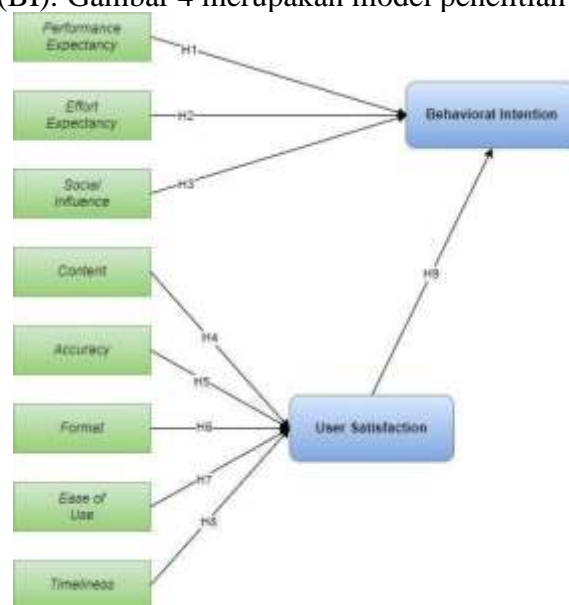 (BI). Gambar 4 merupakan model penelitian
Performance
Expectancy
H1
Behavioral Intention
Effort
Expectancy
H2
Social
Influence
H3
Content
H9
H4
Accuracy
H5
Format
H6
User Satisfaction
H7
Ease of
Use
H8
Timeliness